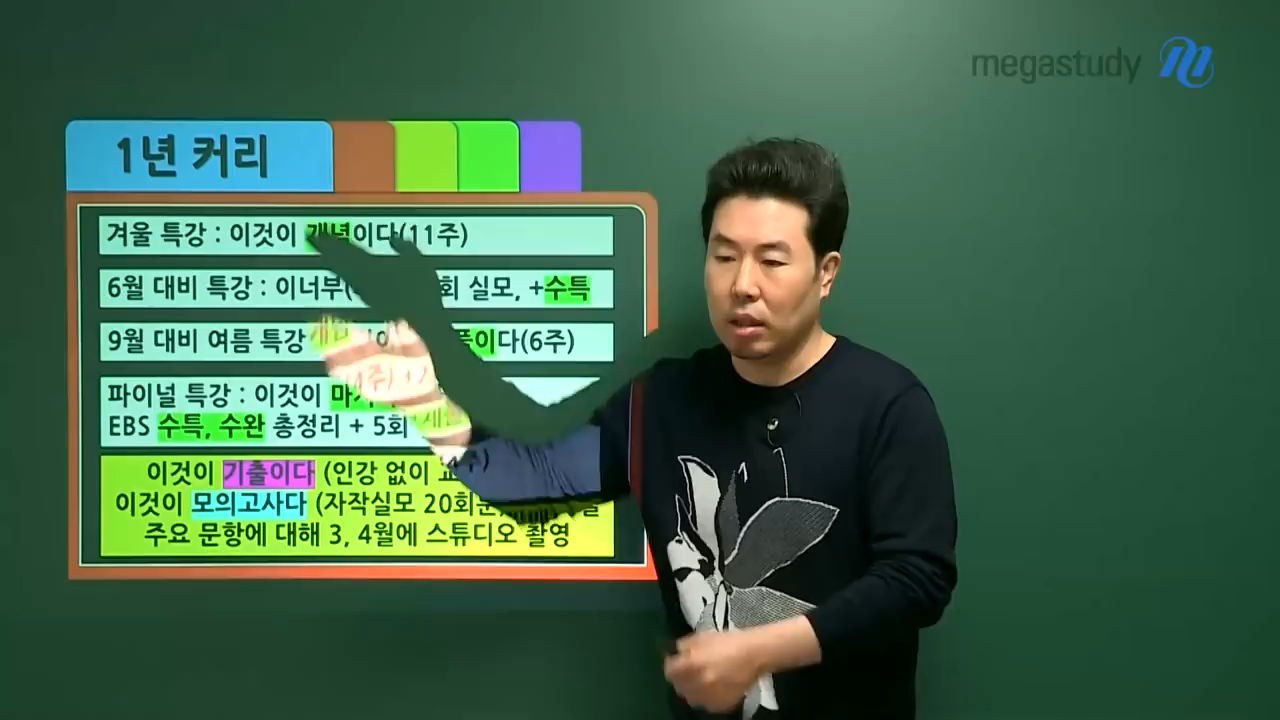 megastudy
1년 커리
겨울 특강 : 이것이 개념이다(11주)
6월 대비 특강 : 이너부( 회 실모, +수특
9월 대비 여름 특강 이다(6주)
파이널 특강 : 이것이
EBS 수특, 수완 총정리 + 5회
이것이 기출이다 (인강 없이
이것이 모의고사다 (자작실모 20회분
주요 문항에 대해 3, 4월에 스튜디오 촬영